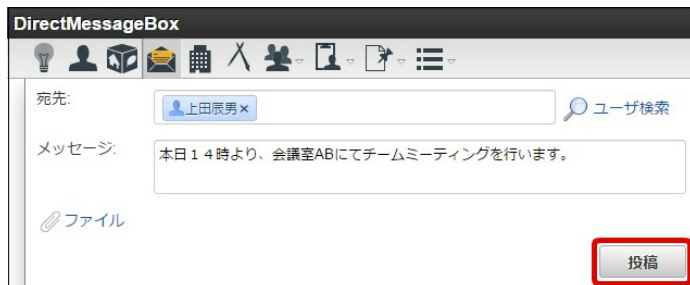 DirectMessageBox
宛先:
上田辰男×
ユーザ検索
メッセージ:
本日１４時より、会議室ABにてチームミーティングを行います。
ファイル
投稿